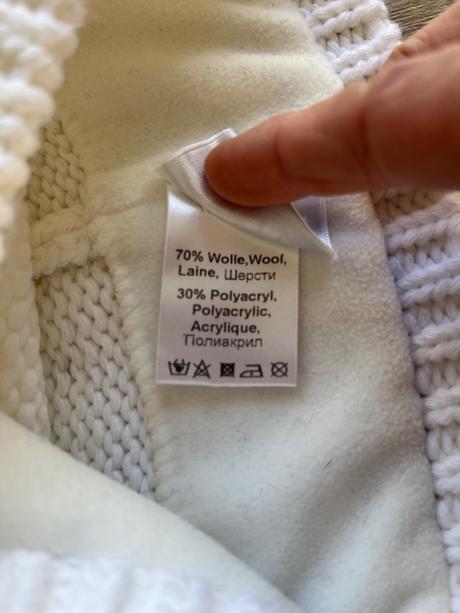 70% Wolle,Wool,
Laine, Шерсти
30% Polyacryl,
Polyacrylic,
Acrylique,
Полиакрил